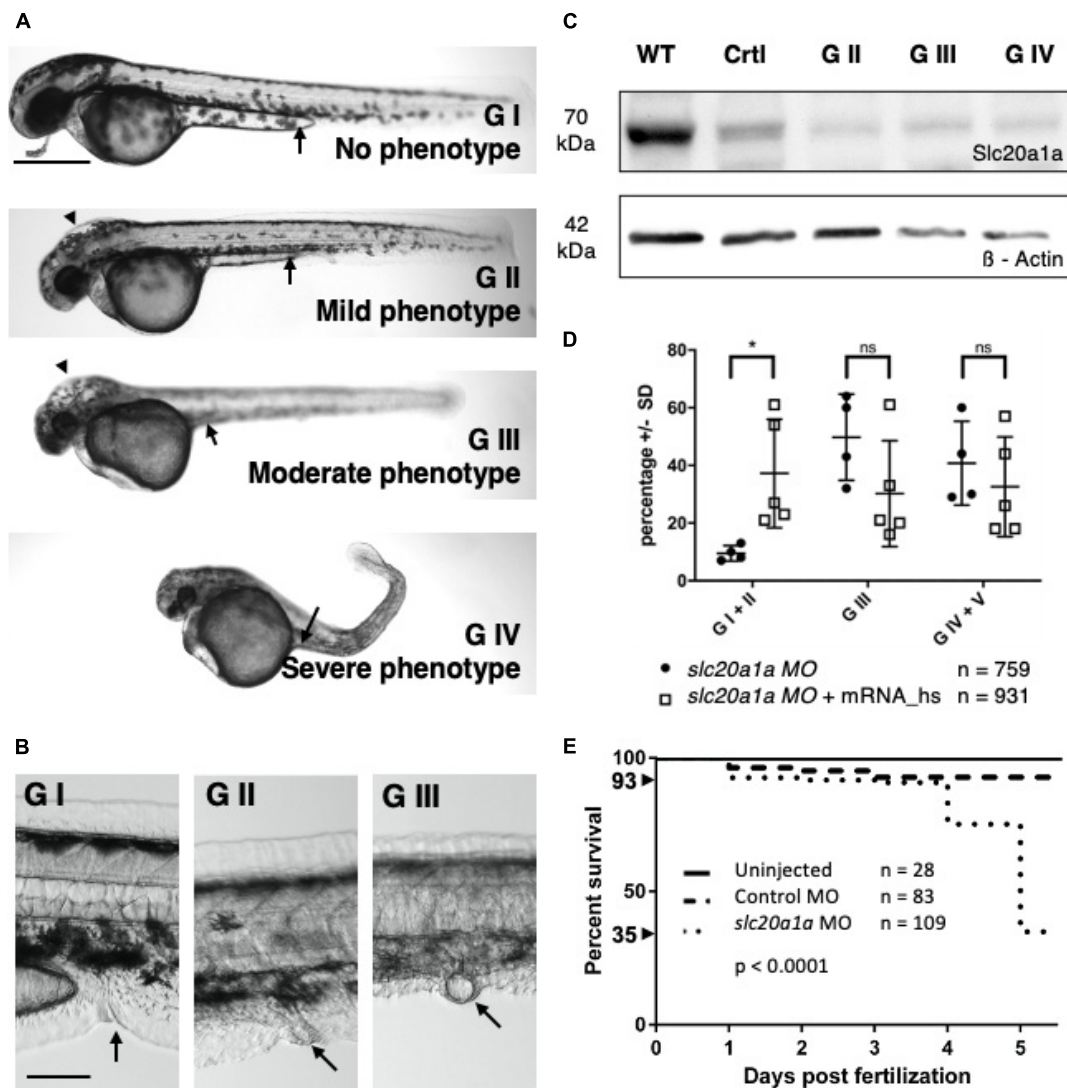 A
G I
No phenotype
G II
Mild phenotype
G III
Moderate phenotype
G IV
Severe phenotype
B
G I
G II
G III
C
WT Crtl G II G III G IV
70
kDa
Slc20a1a
42
kDa
ß - Actin
D
percentage +/- SD
80
60
40
20
0
* ns ns
G I + II
G III
G IV + V
slc20a1a MO n = 759
slc20a1a MO + mRNA_hs n = 931
E
Percent survival
100
93
50
35
0
Uninjected n = 28
Control MO n = 83
slc20a1a MO n = 109
p < 0.0001
0 1 2 3 4 5
Days post fertilization